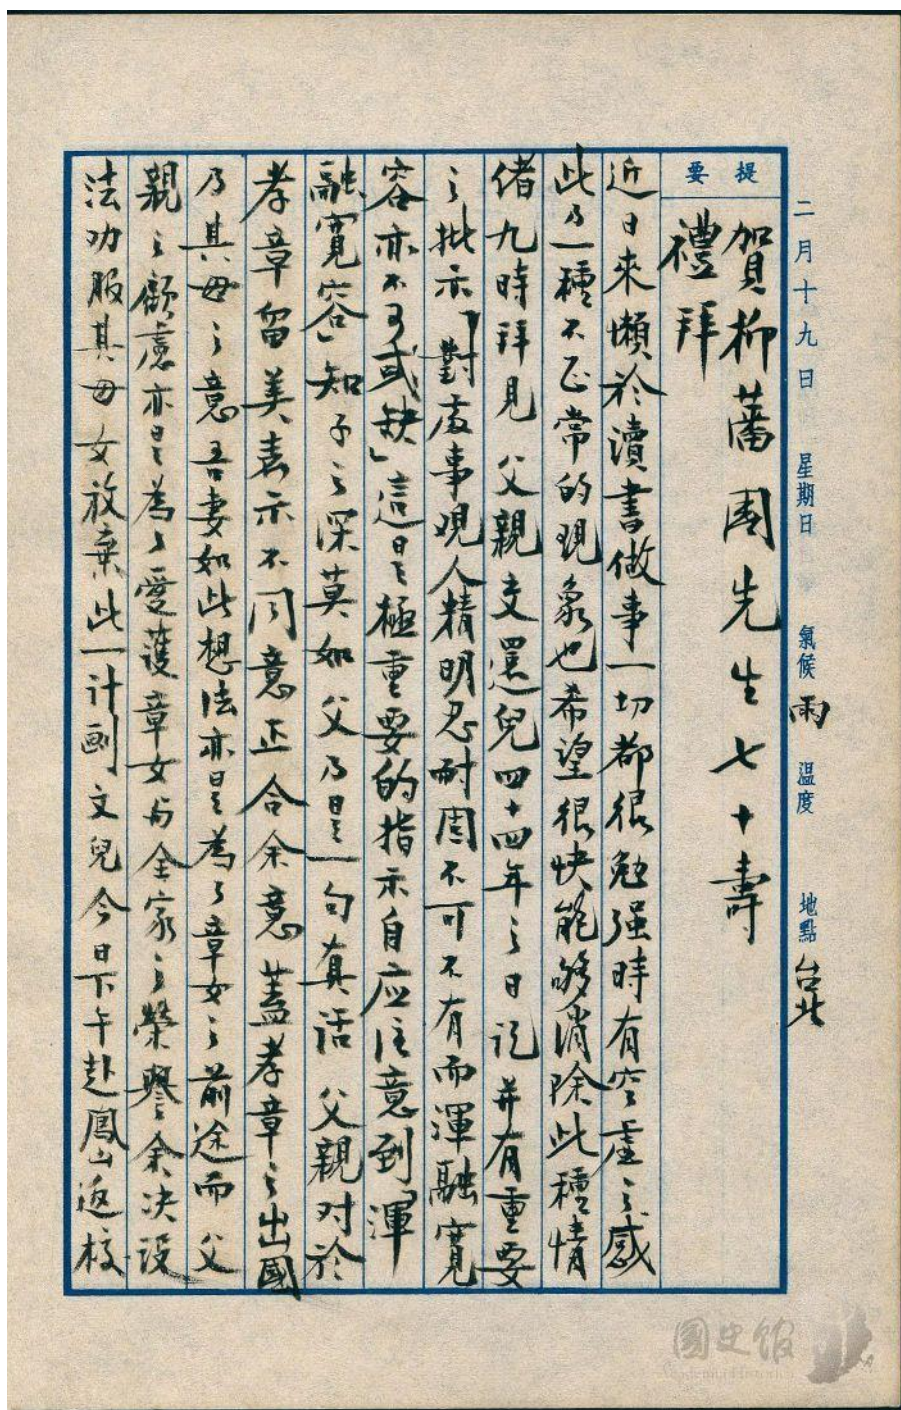 二月十九日 星期日 氣候 雨 溫度 地點 台北
提要
賀柳蕃園先生七十壽
禮拜
近日來懶於讀書做事一切都很勉强時有空虛之感
此乃一種不正常的現象也希望很快能够消除此種情
緒九時拜見 父親交還兒四十四年之日記并有重要
之批示「對處事觀人精明忍耐固不可不有而渾融寬
容亦不可或缺」這是極重要的指示自应注意到「渾
融寬容」知子之深莫如 父乃是一句真話 父親对於
孝章留美表示不同意正合余意蓋孝章之出國
乃其母之意吾妻如此想法亦是為了章女之前途而 父
親之顧慮亦是為了愛護章女与全家之榮譽余决設
法功服其母女放棄此一計劃文兒今日下午赴鳳山返校
國史館
Academia Historica